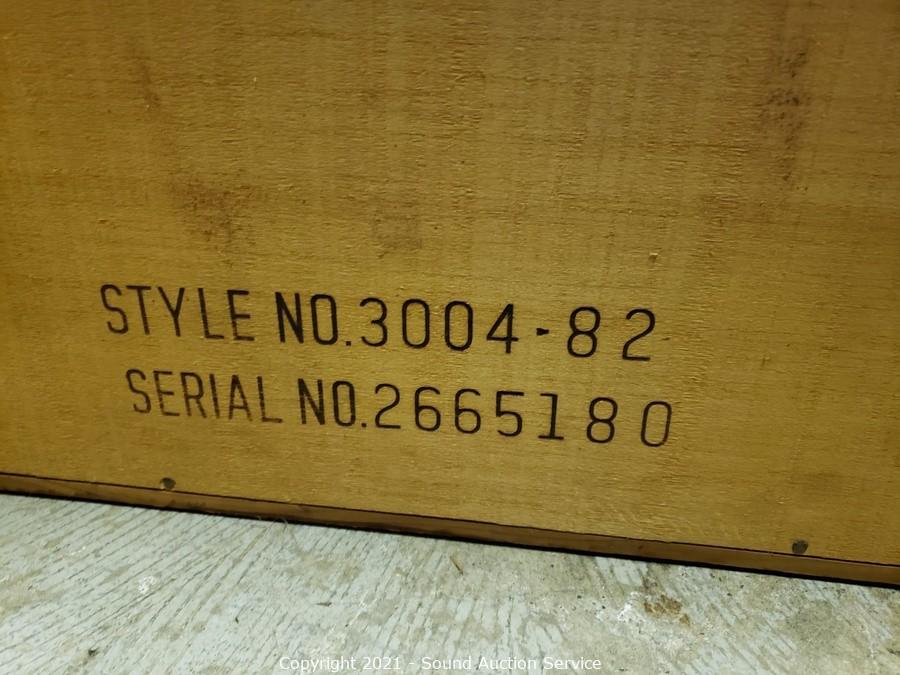 STYLE NO.3004-82
SERIAL NO.2665180
Copyright 2021 - Sound Auction Service